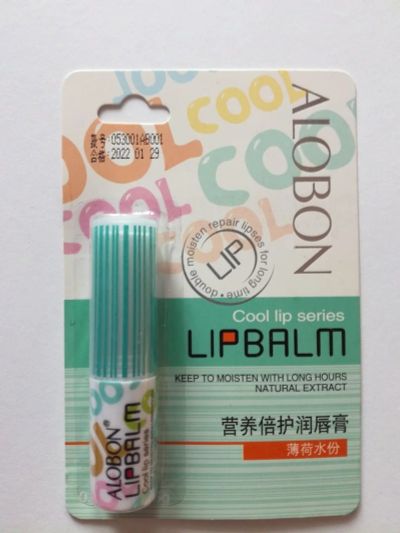 COOL
COOL
COOL
COOL
053001AB001
2022 01 29
ALOBON
double moisten repair lipses for long time
LIP
Cool lip series
LIPBALM
KEEP TO MOISTEN WITH LONG HOURS
NATURAL EXTRACT
营养倍护润唇膏
薄荷水份
ALOBON®
LIPBALM
Cool lip series